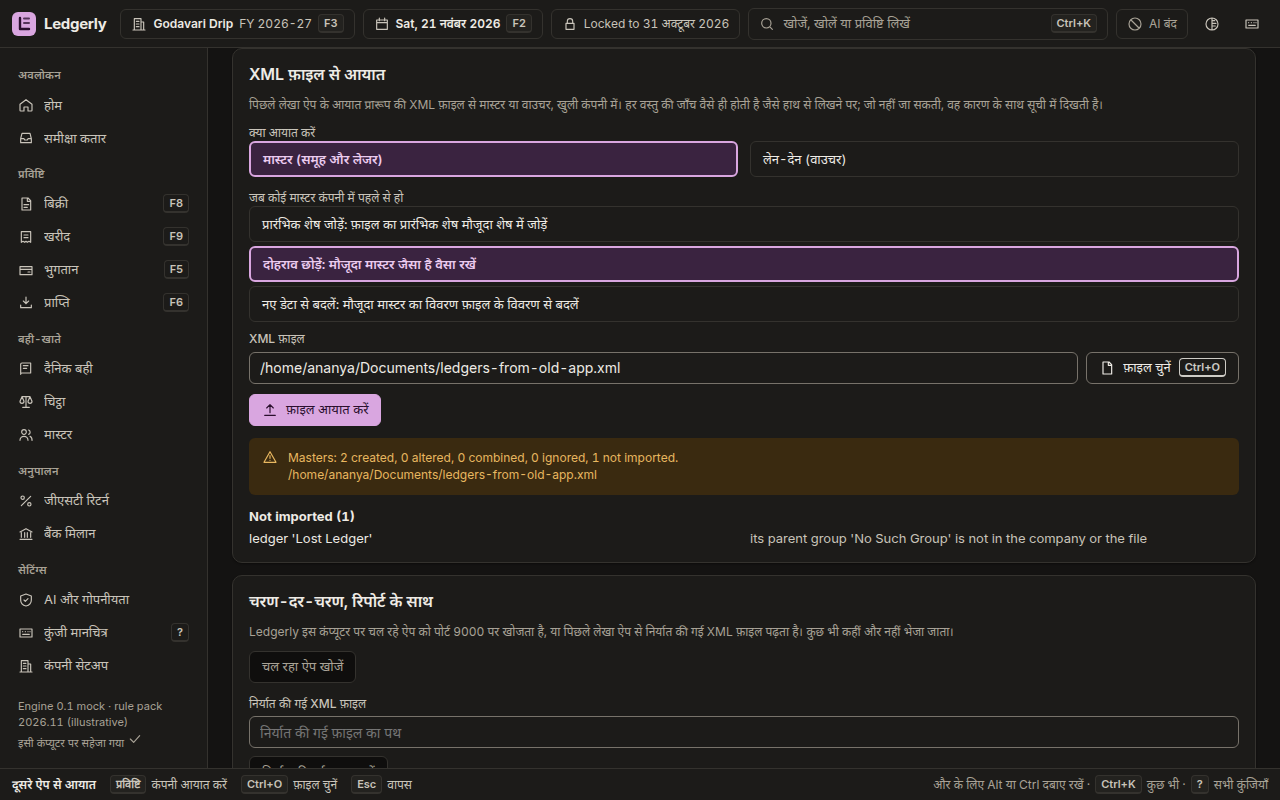 Ledgerly
Godavari Drip FY 2026-27 F3
Sat, 21 नवंबर 2026 F2
Locked to 31 अक्टूबर 2026
खोजें, खोलें या प्रविष्टि लिखें Ctrl+K
AI बंद
अवलोकन
होम
समीक्षा कतार
प्रविष्टि
बिक्री F8
खरीद F9
भुगतान F5
प्राप्ति F6
बही-खाते
दैनिक बही
चिट्ठा
मास्टर
अनुपालन
जीएसटी रिटर्न
बैंक मिलान
सेटिंग्स
AI और गोपनीयता
कुंजी मानचित्र ?
कंपनी सेटअप
Engine 0.1 mock · rule pack
2026.11 (illustrative)
इसी कंप्यूटर पर सहेजा गया
XML फ़ाइल से आयात
पिछले लेखा ऐप के आयात प्रारूप की XML फ़ाइल से मास्टर या वाउचर, खुली कंपनी में। हर वस्तु की जाँच वैसे ही होती है जैसे हाथ से लिखने पर; जो नहीं जा सकती, वह कारण के साथ सूची में दिखती है।
क्या आयात करें
मास्टर (समूह और लेजर)
लेन-देन (वाउचर)
जब कोई मास्टर कंपनी में पहले से हो
प्रारंभिक शेष जोड़ें: फ़ाइल का प्रारंभिक शेष मौजूदा शेष में जोड़ें
दोहराव छोड़ें: मौजूदा मास्टर जैसा है वैसा रखें
नए डेटा से बदलें: मौजूदा मास्टर का विवरण फ़ाइल के विवरण से बदलें
XML फ़ाइल
/home/ananya/Documents/ledgers-from-old-app.xml
फ़ाइल चुनें Ctrl+O
फ़ाइल आयात करें
Masters: 2 created, 0 altered, 0 combined, 0 ignored, 1 not imported.
/home/ananya/Documents/ledgers-from-old-app.xml
Not imported (1)
ledger 'Lost Ledger' its parent group 'No Such Group' is not in the company or the file
चरण-दर-चरण, रिपोर्ट के साथ
Ledgerly इस कंप्यूटर पर चल रहे ऐप को पोर्ट 9000 पर खोजता है, या पिछले लेखा ऐप से निर्यात की गई XML फ़ाइल पढ़ता है। कुछ भी कहीं और नहीं भेजा जाता।
चल रहा ऐप खोजें
निर्यात की गई XML फ़ाइल
निर्यात की गई फ़ाइल का पथ
दूसरे ऐप से आयात प्रविष्टि कंपनी आयात करें Ctrl+O फ़ाइल चुनें Esc वापस
और के लिए Alt या Ctrl दबाए रखें · Ctrl+K कुछ भी · ? सभी कुंजियाँ